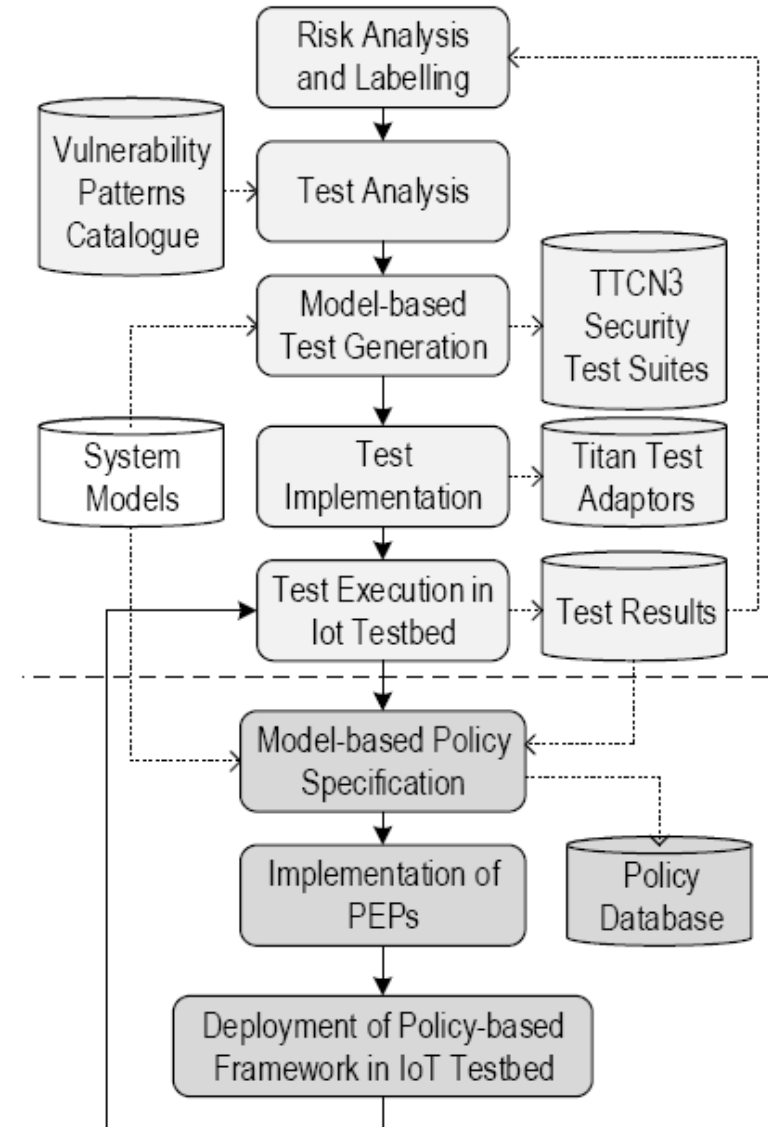 Risk Analysis
and Labelling
Vulnerability
Patterns
Catalogue
Test Analysis
Model-based
Test Generation
TTCN3
Security
Test Suites
System
Models
Test
Implementation
Titan Test
Adaptors
Test Execution in
Iot Testbed
Test Results
Model-based Policy
Specification
Implementation of
PEPs
Policy
Database
Deployment of Policy-based
Framework in IoT Testbed